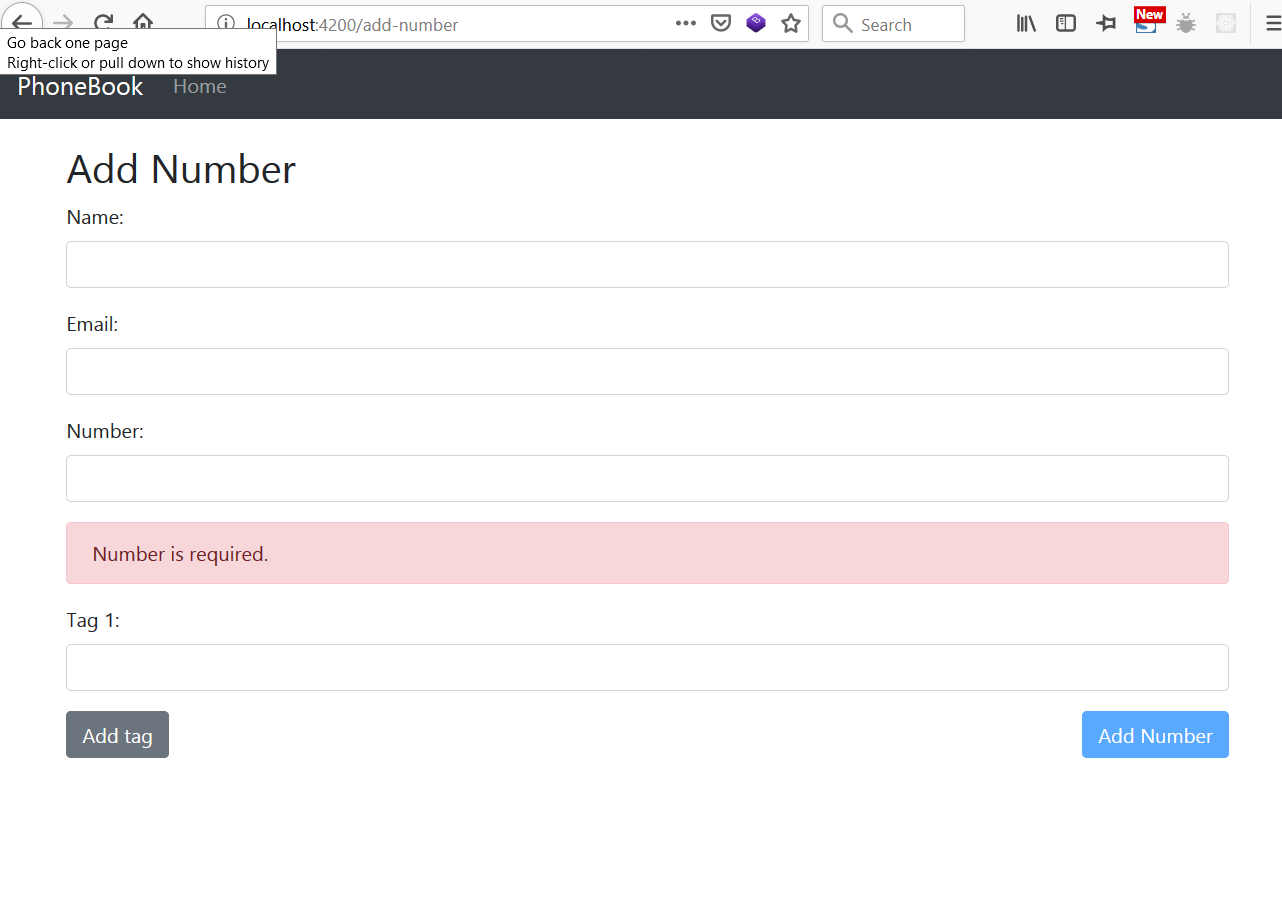 localhost:4200/add-number
Search
New
Go back one page
Right-click or pull down to show history
PhoneBook Home
Add Number
Name:
Email:
Number:
Number is required.
Tag 1:
Add tag
Add Number